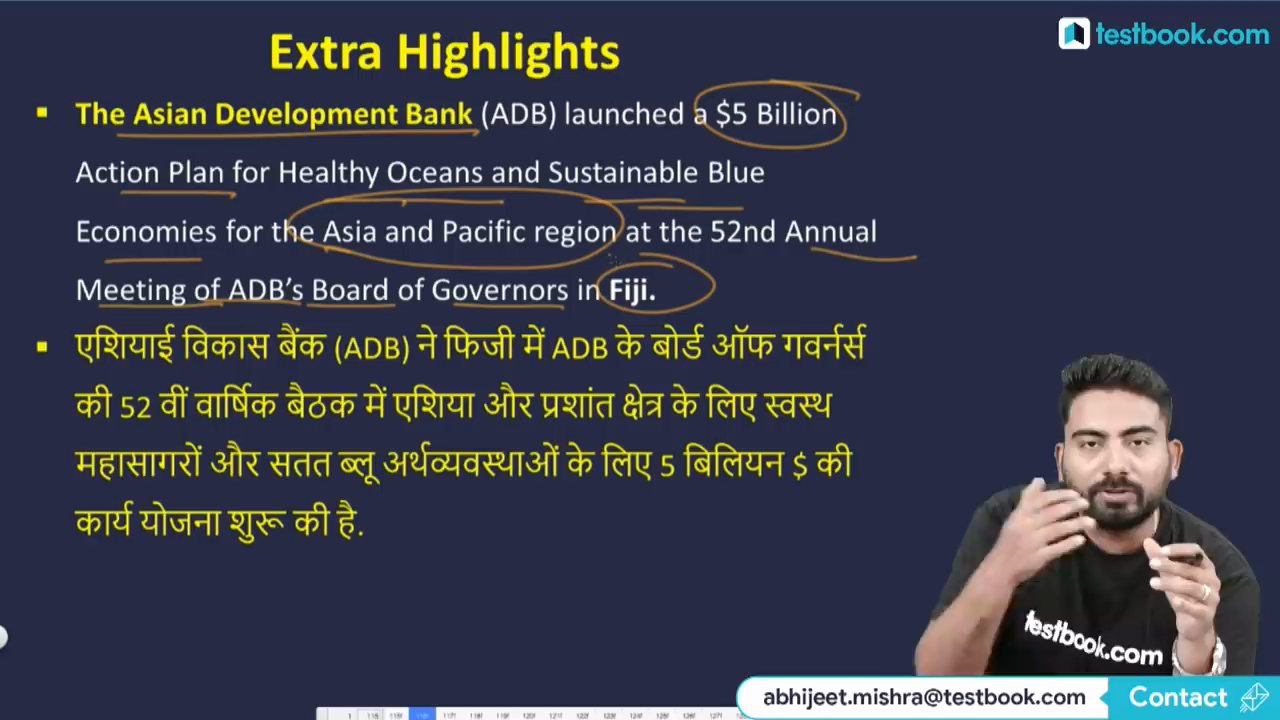 Extra Highlights
testbook.com
▪ The Asian Development Bank (ADB) launched a $5 Billion
Action Plan for Healthy Oceans and Sustainable Blue
Economies for the Asia and Pacific region at the 52nd Annual
Meeting of ADB’s Board of Governors in Fiji.
▪ एशियाई विकास बैंक (ADB) ने फिजी में ADB के बोर्ड ऑफ गवर्नर्स
की 52 वीं वार्षिक बैठक में एशिया और प्रशांत क्षेत्र के लिए स्वस्थ
महासागरों और सतत ब्लू अर्थव्यवस्थाओं के लिए 5 बिलियन $ की
कार्य योजना शुरू की है.
testbook.com
abhijeet.mishra@testbook.com Contact